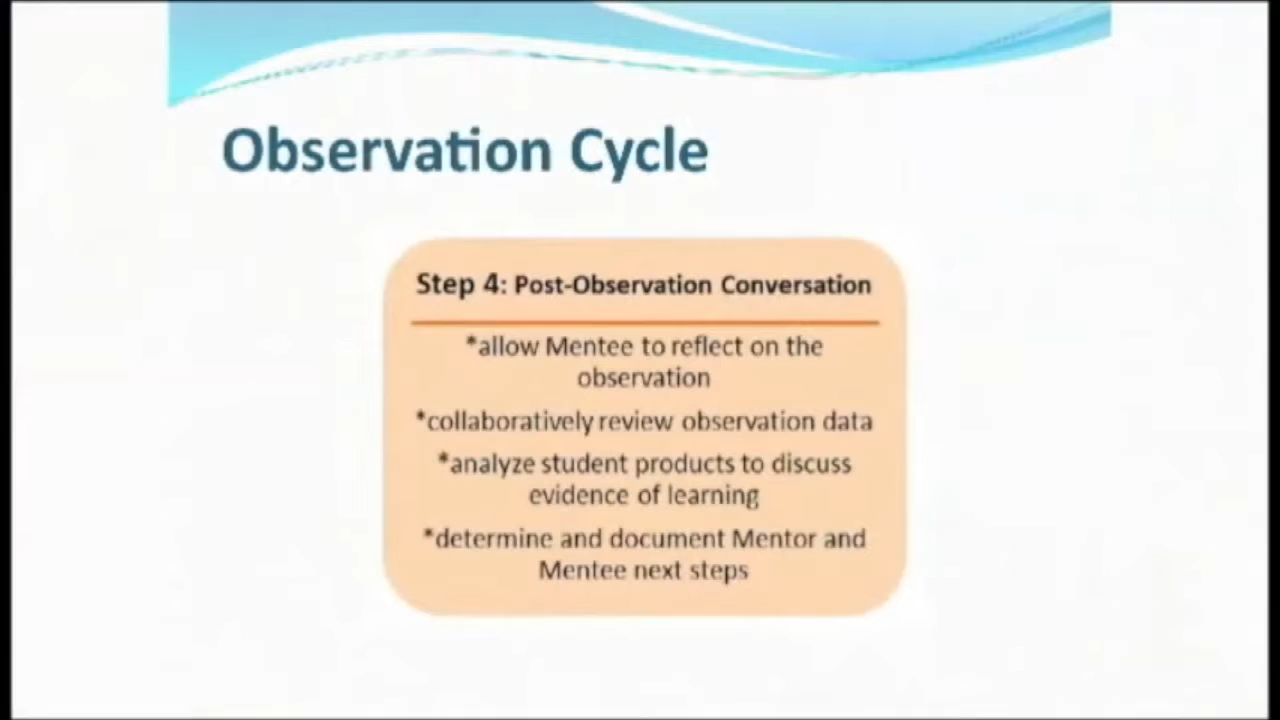 Observation Cycle
Step 4: Post-Observation Conversation
*allow Mentee to reflect on the
observation
*collaboratively review observation data
*analyze student products to discuss
evidence of learning
*determine and document Mentor and
Mentee next steps